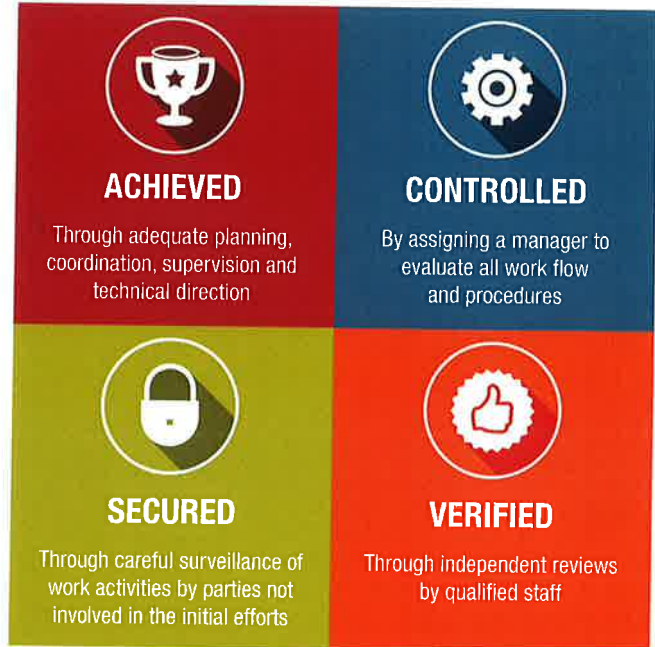 ACHIEVED
Through adequate planning,
coordination, supervision and
technical direction
CONTROLLED
By assigning a manager to
evaluate all work flow
and procedures
SECURED
Through careful surveillance of
work activities by parties not
involved in the initial efforts
VERIFIED
Through independent reviews
by qualified staff